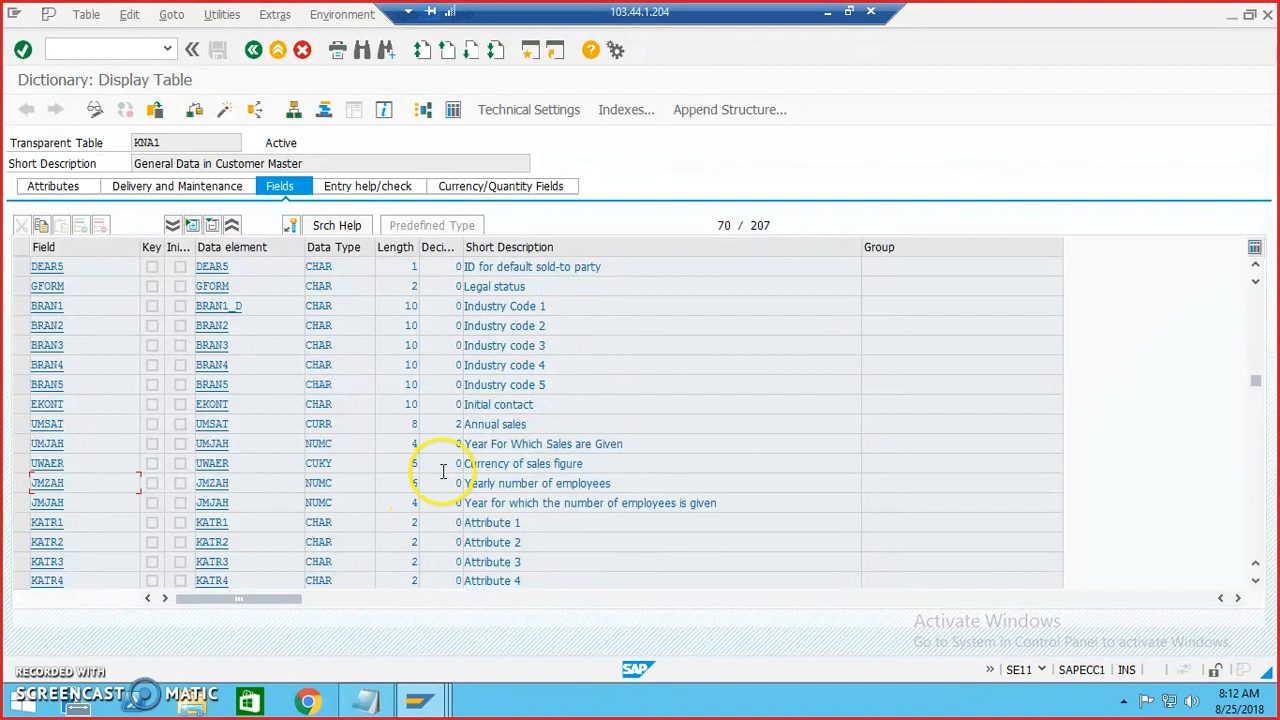 103.44.1.204
Table Edit Goto Utilities Extras Environment
Dictionary: Display Table
Technical Settings Indexes... Append Structure...
Transparent Table KNA1 Active
Short Description General Data in Customer Master
Attributes Delivery and Maintenance Fields Entry help/check Currency/Quantity Fields
Srch Help Predefined Type 70 / 207
Field Key Ini... Data element Data Type Length Deci... Short Description Group
DEAR5 DEAR5 CHAR 1 0 ID for default sold-to party
GFORM GFORM CHAR 2 0 Legal status
BRAN1 BRAN1_D CHAR 10 0 Industry Code 1
BRAN2 BRAN2 CHAR 10 0 Industry code 2
BRAN3 BRAN3 CHAR 10 0 Industry code 3
BRAN4 BRAN4 CHAR 10 0 Industry code 4
BRAN5 BRAN5 CHAR 10 0 Industry code 5
EKONT EKONT CHAR 10 0 Initial contact
UMSAT UMSAT CURR 8 2 Annual sales
UMJAH UMJAH NUMC 4 0 Year For Which Sales are Given
UWAER UWAER CUKY 5 0 Currency of sales figure
JMZAH JMZAH NUMC 6 0 Yearly number of employees
JMJAH JMJAH NUMC 4 0 Year for which the number of employees is given
KATR1 KATR1 CHAR 2 0 Attribute 1
KATR2 KATR2 CHAR 2 0 Attribute 2
KATR3 KATR3 CHAR 2 0 Attribute 3
KATR4 KATR4 CHAR 2 0 Attribute 4
Activate Windows
Go to System in Control Panel to activate Windows.
SAP
SE11 SAPECC1 INS
RECORDED WITH
SCREENCAST MATIC
8:12 AM
8/25/2018